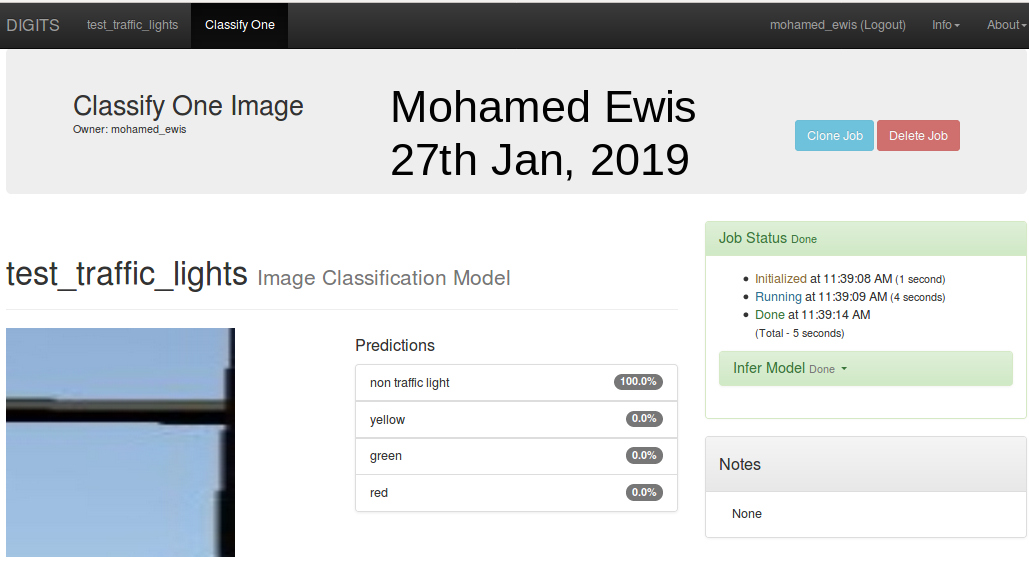 DIGITS test_traffic_lights Classify One mohamed_ewis (Logout) Info About
Classify One Image
Owner: mohamed_ewis
Mohamed Ewis
27th Jan, 2019
Clone Job Delete Job
test_traffic_lights Image Classification Model
Predictions
non traffic light 100.0%
yellow 0.0%
green 0.0%
red 0.0%
Job Status Done
Initialized at 11:39:08 AM (1 second)
Running at 11:39:09 AM (4 seconds)
Done at 11:39:14 AM
(Total - 5 seconds)
Infer Model Done
Notes
None